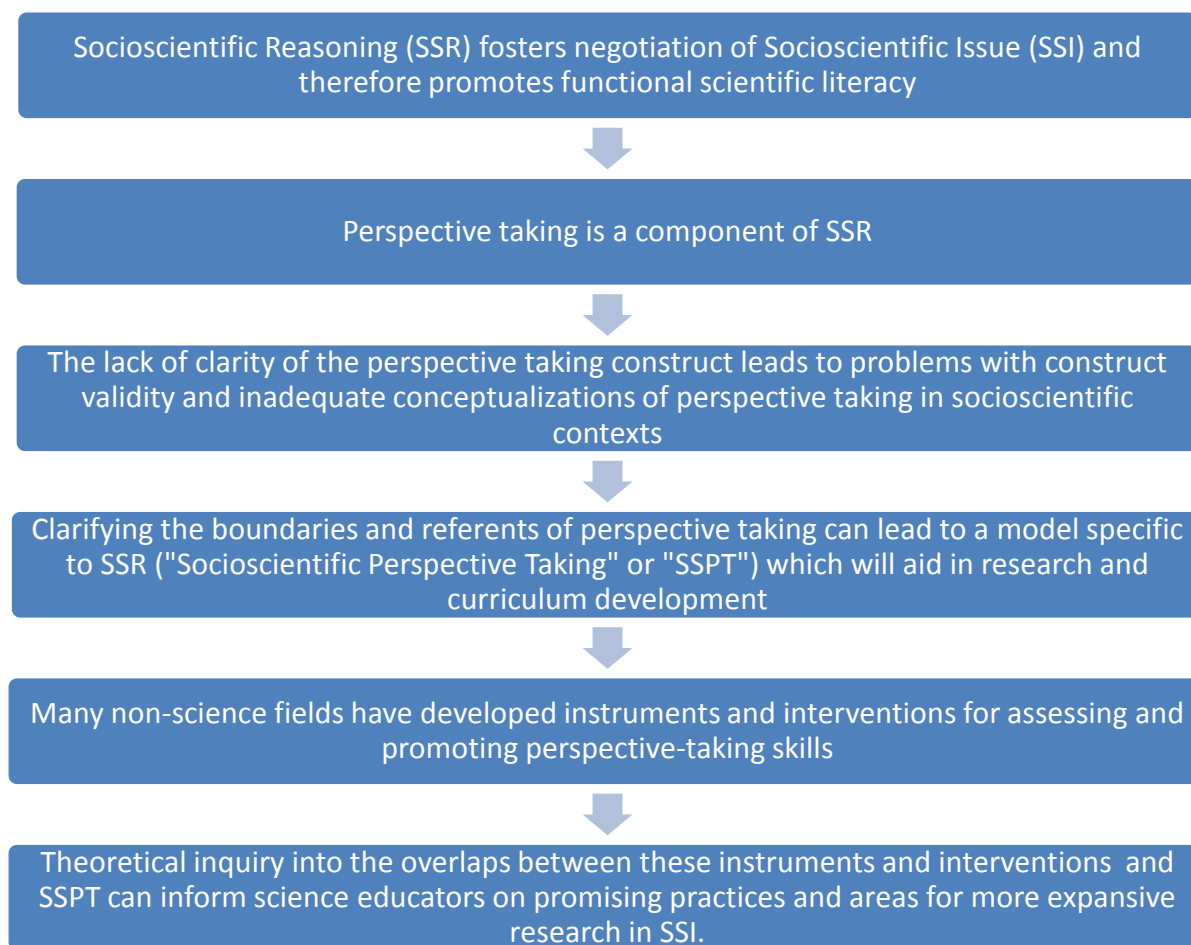 Socioscientific Reasoning (SSR) fosters negotiation of Socioscientific Issue (SSI) and
therefore promotes functional scientific literacy
Perspective taking is a component of SSR
The lack of clarity of the perspective taking construct leads to problems with construct
validity and inadequate conceptualizations of perspective taking in socioscientific
contexts
Clarifying the boundaries and referents of perspective taking can lead to a model specific
to SSR ("Socioscientific Perspective Taking" or "SSPT") which will aid in research and
curriculum development
Many non-science fields have developed instruments and interventions for assessing and
promoting perspective-taking skills
Theoretical inquiry into the overlaps between these instruments and interventions and
SSPT can inform science educators on promising practices and areas for more expansive
research in SSI.